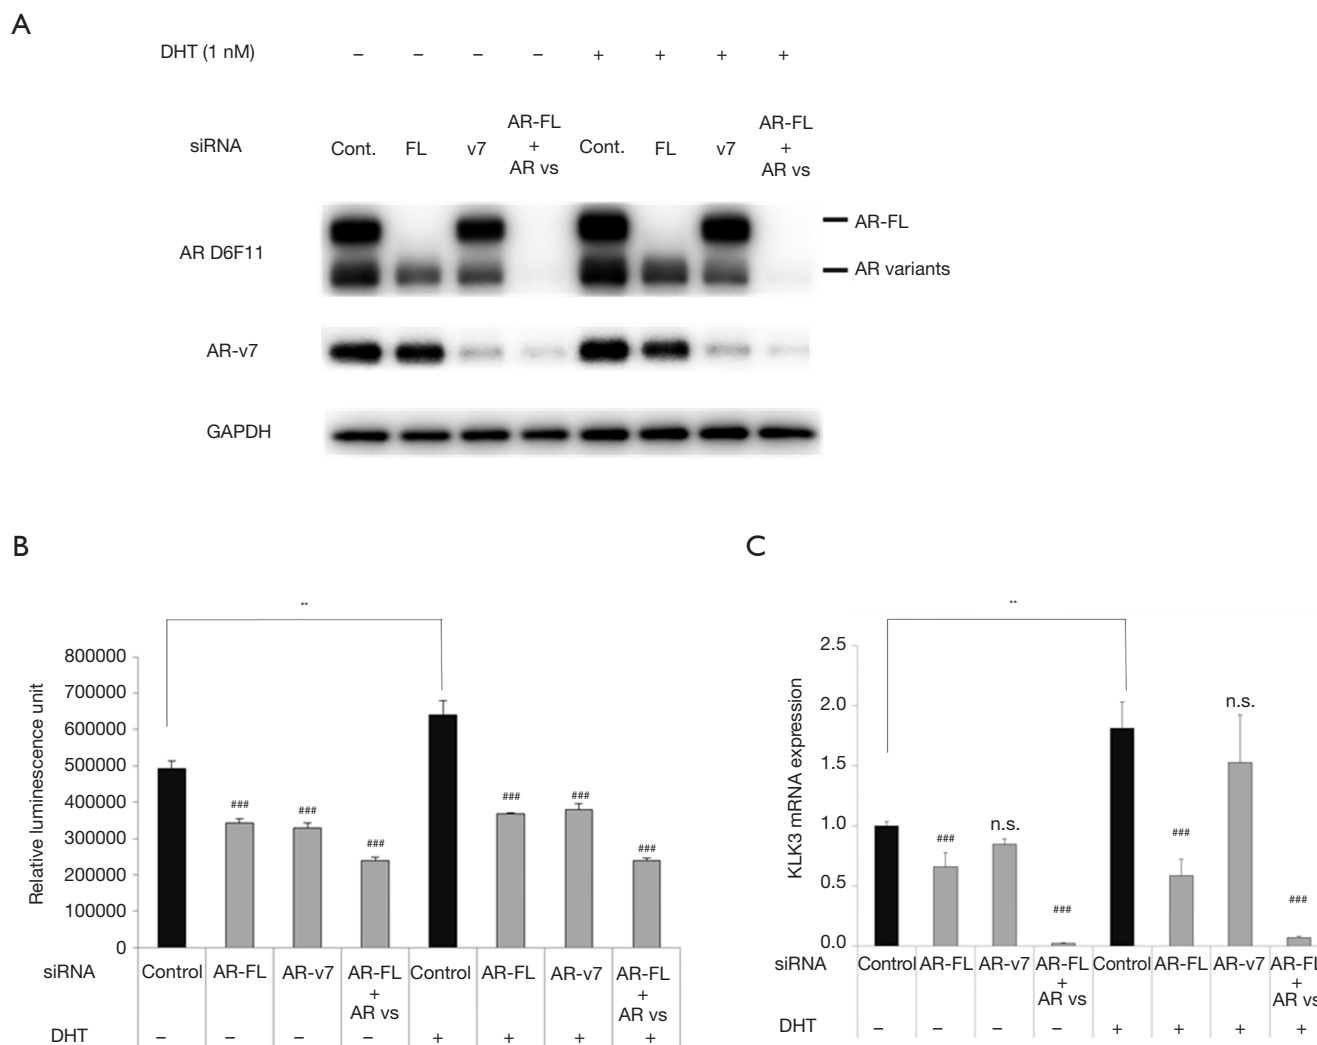 A
DHT (1 nM) – – – – + + + +
siRNA Cont. FL v7 AR-FL + AR vs Cont. FL v7 AR-FL + AR vs
AR D6F11
AR-FL
AR variants
AR-v7
GAPDH
B
**
Relative luminescence unit
800000
700000
600000
500000
400000
300000
200000
100000
0
### ### ### ### ### ###
siRNA Control AR-FL AR-v7 AR-FL + AR vs Control AR-FL AR-v7 AR-FL + AR vs
DHT – – – – + + + +
C
**
KLK3 mRNA expression
2.5
2.0
1.5
1.0
0.5
0.0
### n.s. ### ### n.s. ###
siRNA Control AR-FL AR-v7 AR-FL + AR vs Control AR-FL AR-v7 AR-FL + AR vs
DHT – – – – + + + +